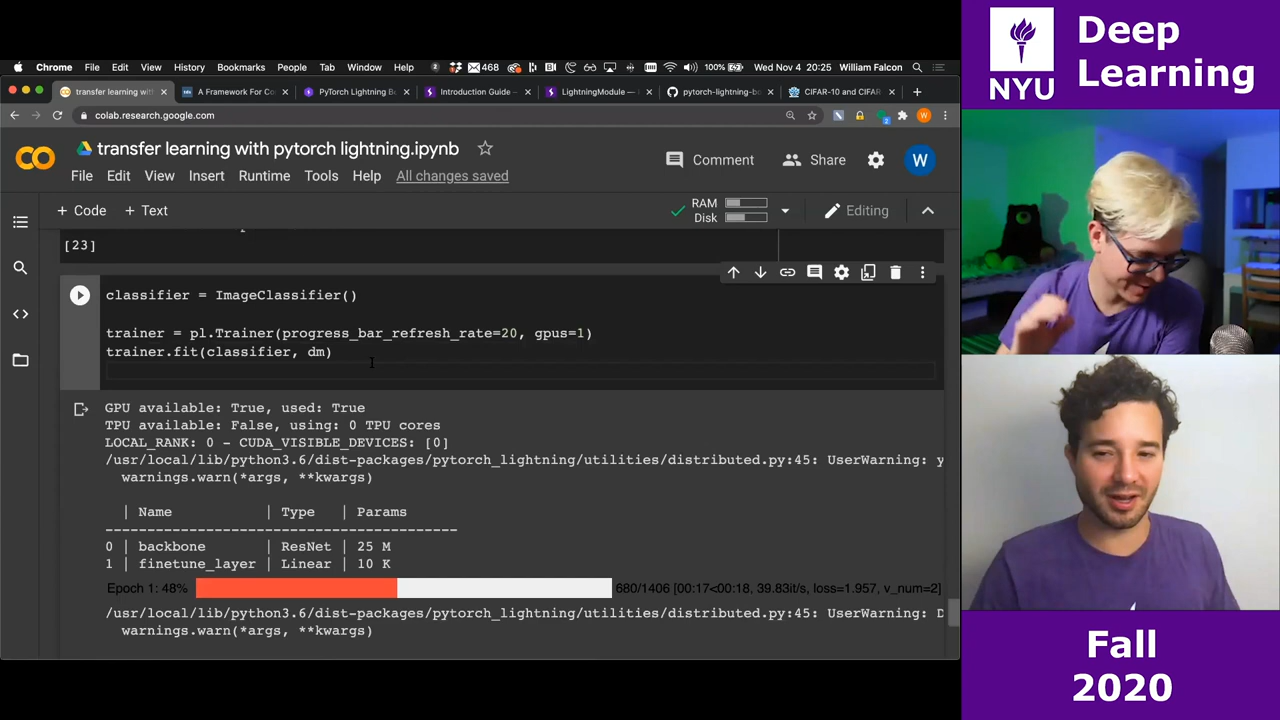 Chrome File Edit View History Bookmarks People Tab Window Help 468 100% Wed Nov 4 20:25 William Falcon
transfer learning with A Framework For Co PyTorch Lightning B Introduction Guide — LightningModule — pytorch-lightning-bo CIFAR-10 and CIFAR
colab.research.google.com W
transfer learning with pytorch lightning.ipynb
Comment Share W
File Edit View Insert Runtime Tools Help All changes saved
+ Code + Text RAM Disk Editing
[23]
classifier = ImageClassifier()
trainer = pl.Trainer(progress_bar_refresh_rate=20, gpus=1)
trainer.fit(classifier, dm)
GPU available: True, used: True
TPU available: False, using: 0 TPU cores
LOCAL_RANK: 0 - CUDA_VISIBLE_DEVICES: [0]
/usr/local/lib/python3.6/dist-packages/pytorch_lightning/utilities/distributed.py:45: UserWarning: y
warnings.warn(*args, **kwargs)
| Name | Type | Params
-----------------------------------------
0 | backbone | ResNet | 25 M
1 | finetune_layer | Linear | 10 K
Epoch 1: 48% 680/1406 [00:17<00:18, 39.83it/s, loss=1.957, v_num=2]
/usr/local/lib/python3.6/dist-packages/pytorch_lightning/utilities/distributed.py:45: UserWarning: D
warnings.warn(*args, **kwargs)
NYU
Deep
Learning
Fall
2020